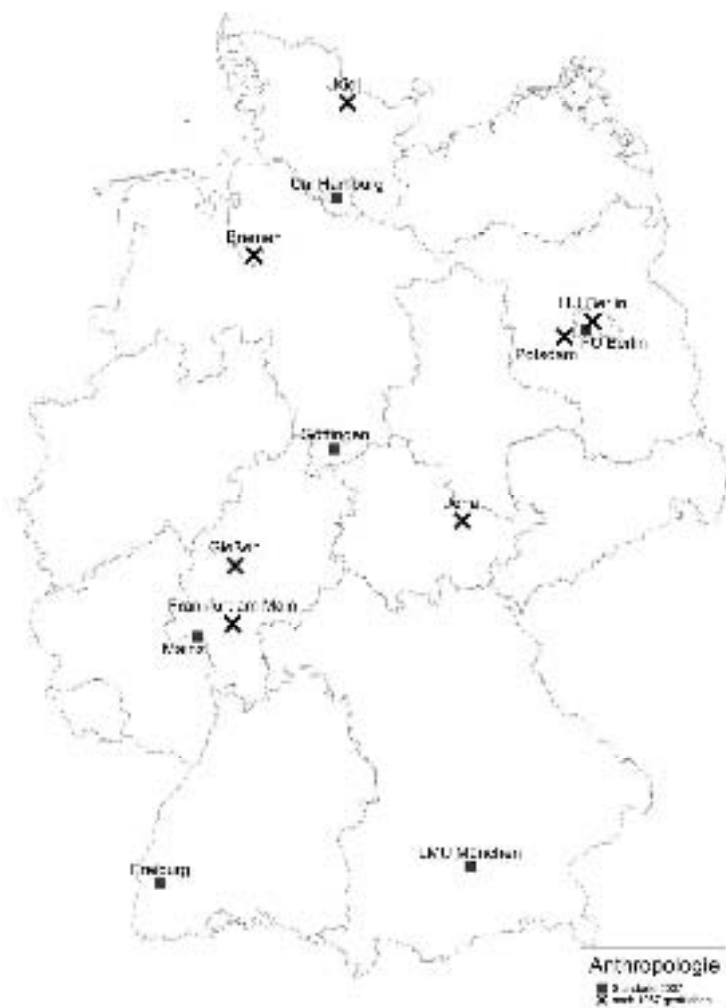 Kiel
Uni Hamburg
Bremen
HU Berlin
FU Berlin
Potsdam
Göttingen
Jena
Gießen
Frankfurt am Main
Mainz
LMU München
Freiburg
Anthropologie